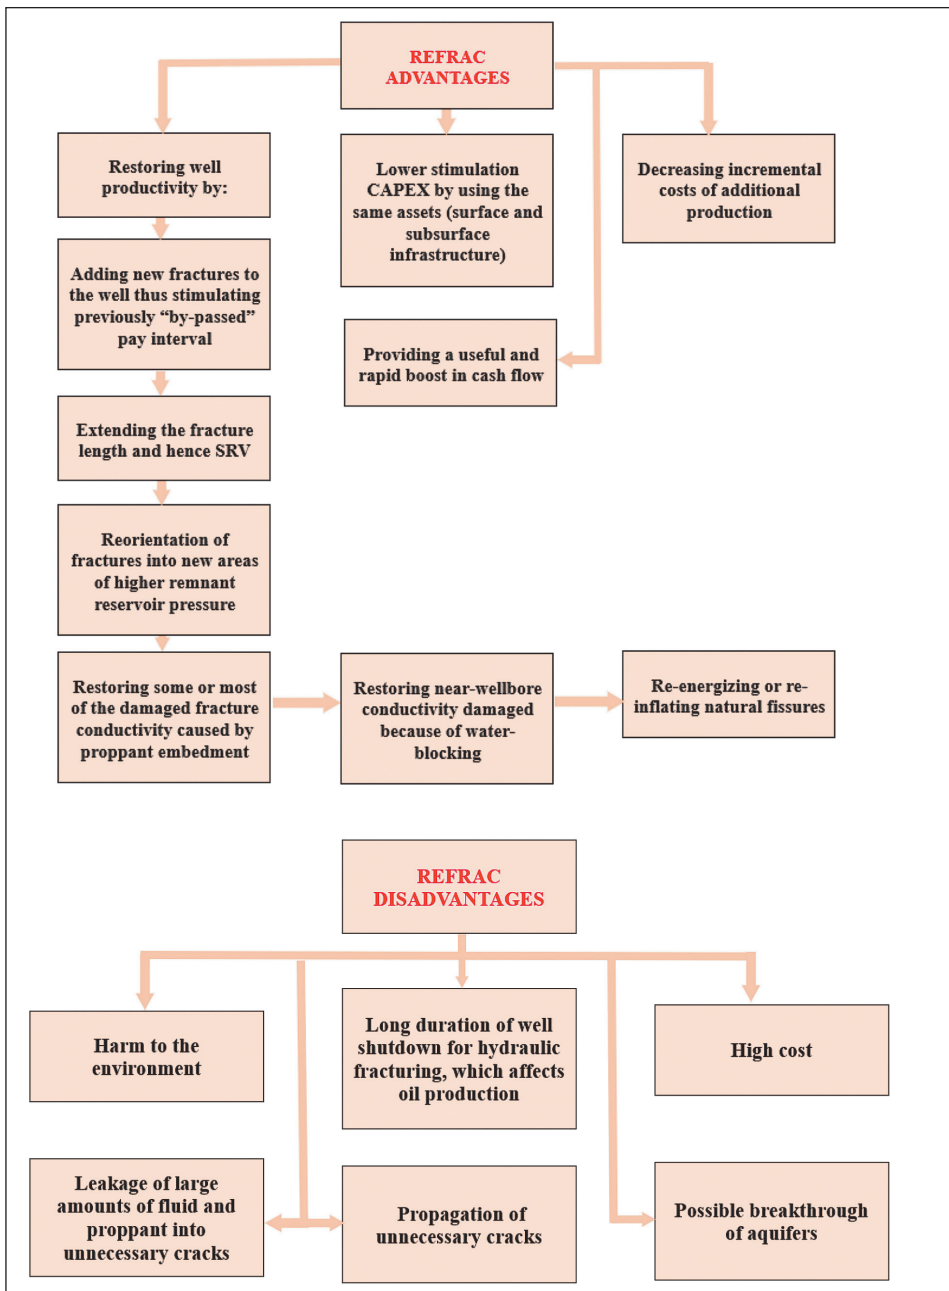 REFRAC
ADVANTAGES
Restoring well
productivity by:
Lower stimulation
CAPEX by using the
same assets (surface and
subsurface
infrastructure)
Decreasing incremental
costs of additional
production
Adding new fractures to
the well thus stimulating
previously “by-passed”
pay interval
Providing a useful and
rapid boost in cash flow
Extending the fracture
length and hence SRV
Reorientation of
fractures into new areas
of higher remnant
reservoir pressure
Restoring some or most
of the damaged fracture
conductivity caused by
proppant embedment
Restoring near-wellbore
conductivity damaged
because of water-
blocking
Re-energizing or re-
inflating natural fissures
REFRAC
DISADVANTAGES
Harm to the
environment
Long duration of well
shutdown for hydraulic
fracturing, which affects
oil production
High cost
Leakage of large
amounts of fluid and
proppant into
unnecessary cracks
Propagation of
unnecessary cracks
Possible breakthrough
of aquifers